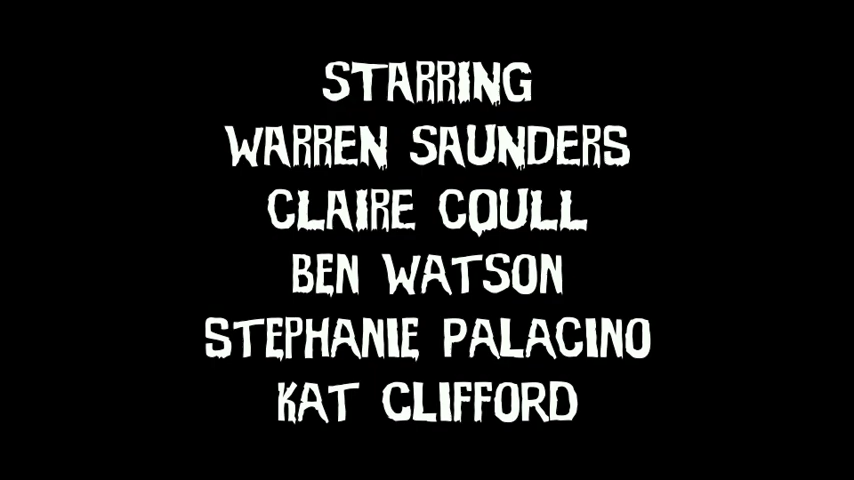 STARRING
WARREN SAUNDERS
CLAIRE COULL
BEN WATSON
STEPHANIE PALACINO
KAT CLIFFORD